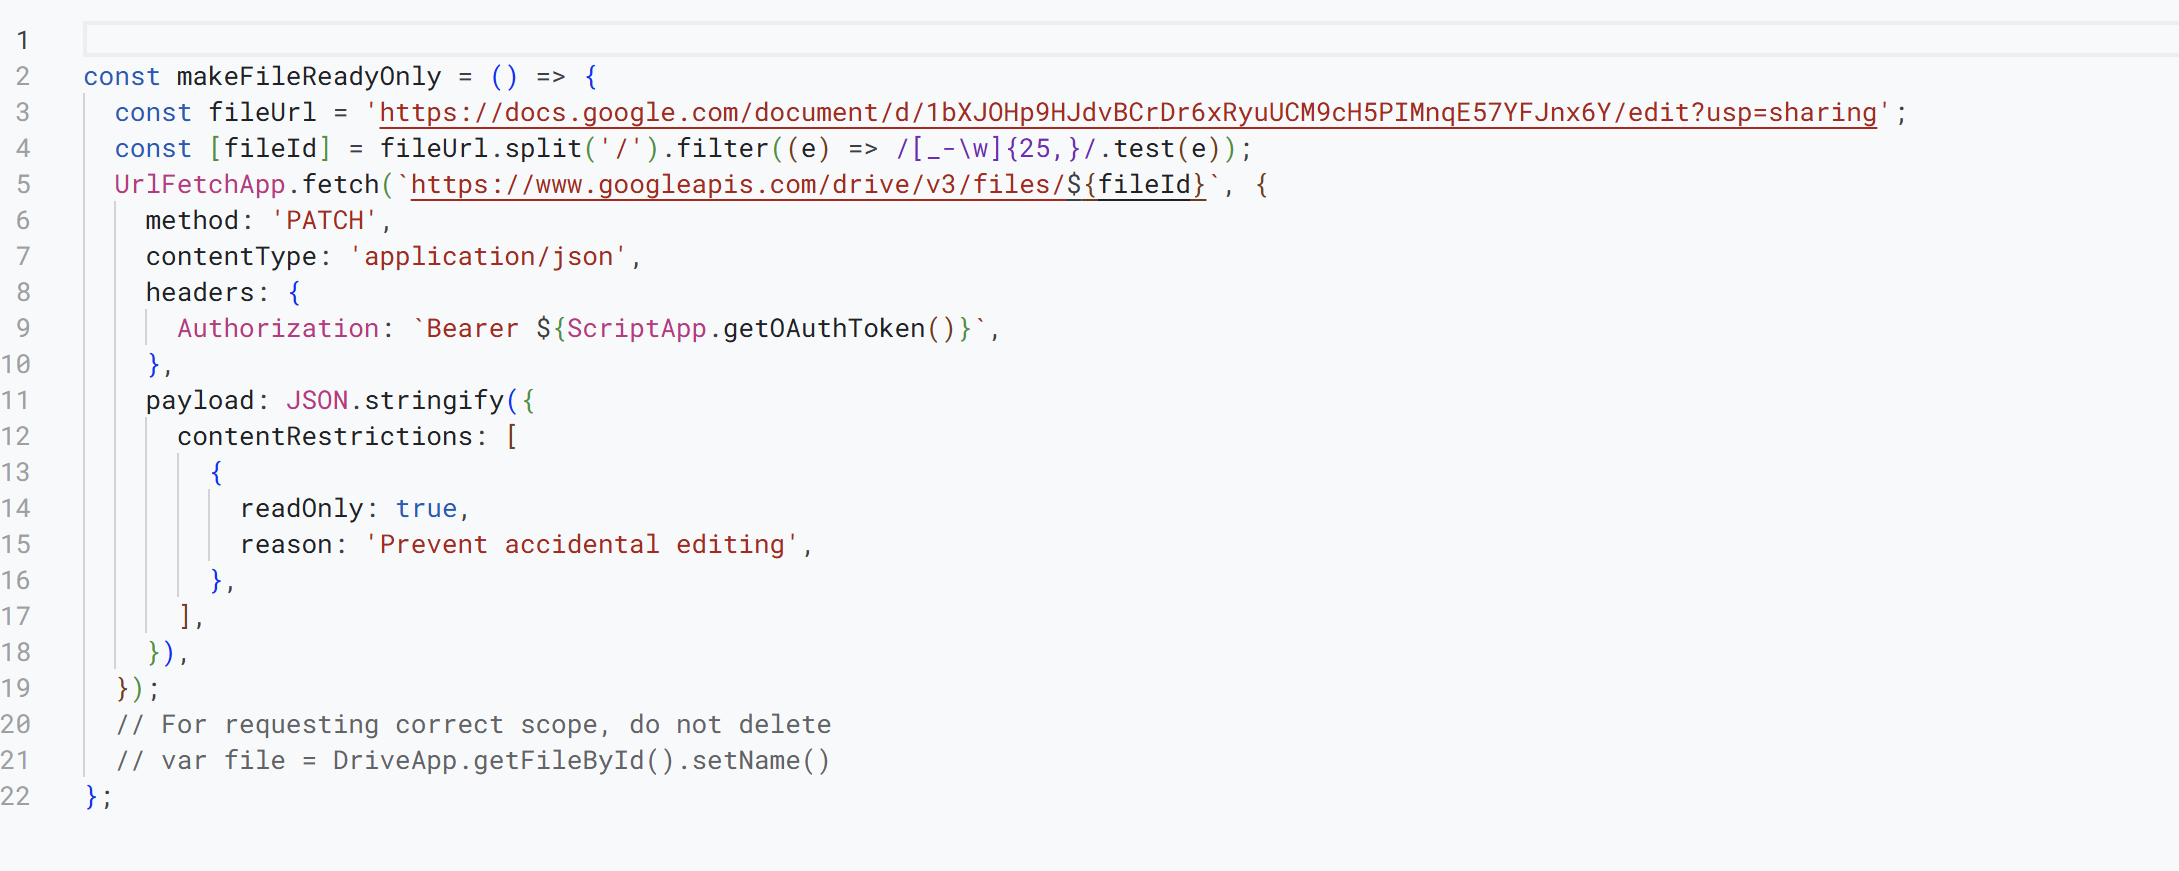 1
2 const makeFileReadyOnly = () => {
3 const fileUrl = 'https://docs.google.com/document/d/1bXJOHp9HJdvBCrDr6xRyuUCM9cH5PIMnqE57YFJnx6Y/edit?usp=sharing';
4 const [fileId] = fileUrl.split('/').filter((e) => /[_-\w]{25,}/.test(e));
5 UrlFetchApp.fetch(`https://www.googleapis.com/drive/v3/files/${fileId}`, {
6 method: 'PATCH',
7 contentType: 'application/json',
8 headers: {
9 Authorization: `Bearer ${ScriptApp.getOAuthToken()}`,
10 },
11 payload: JSON.stringify({
12 contentRestrictions: [
13 {
14 readOnly: true,
15 reason: 'Prevent accidental editing',
16 },
17 ],
18 }),
19 });
20 // For requesting correct scope, do not delete
21 // var file = DriveApp.getFileById().setName()
22 };